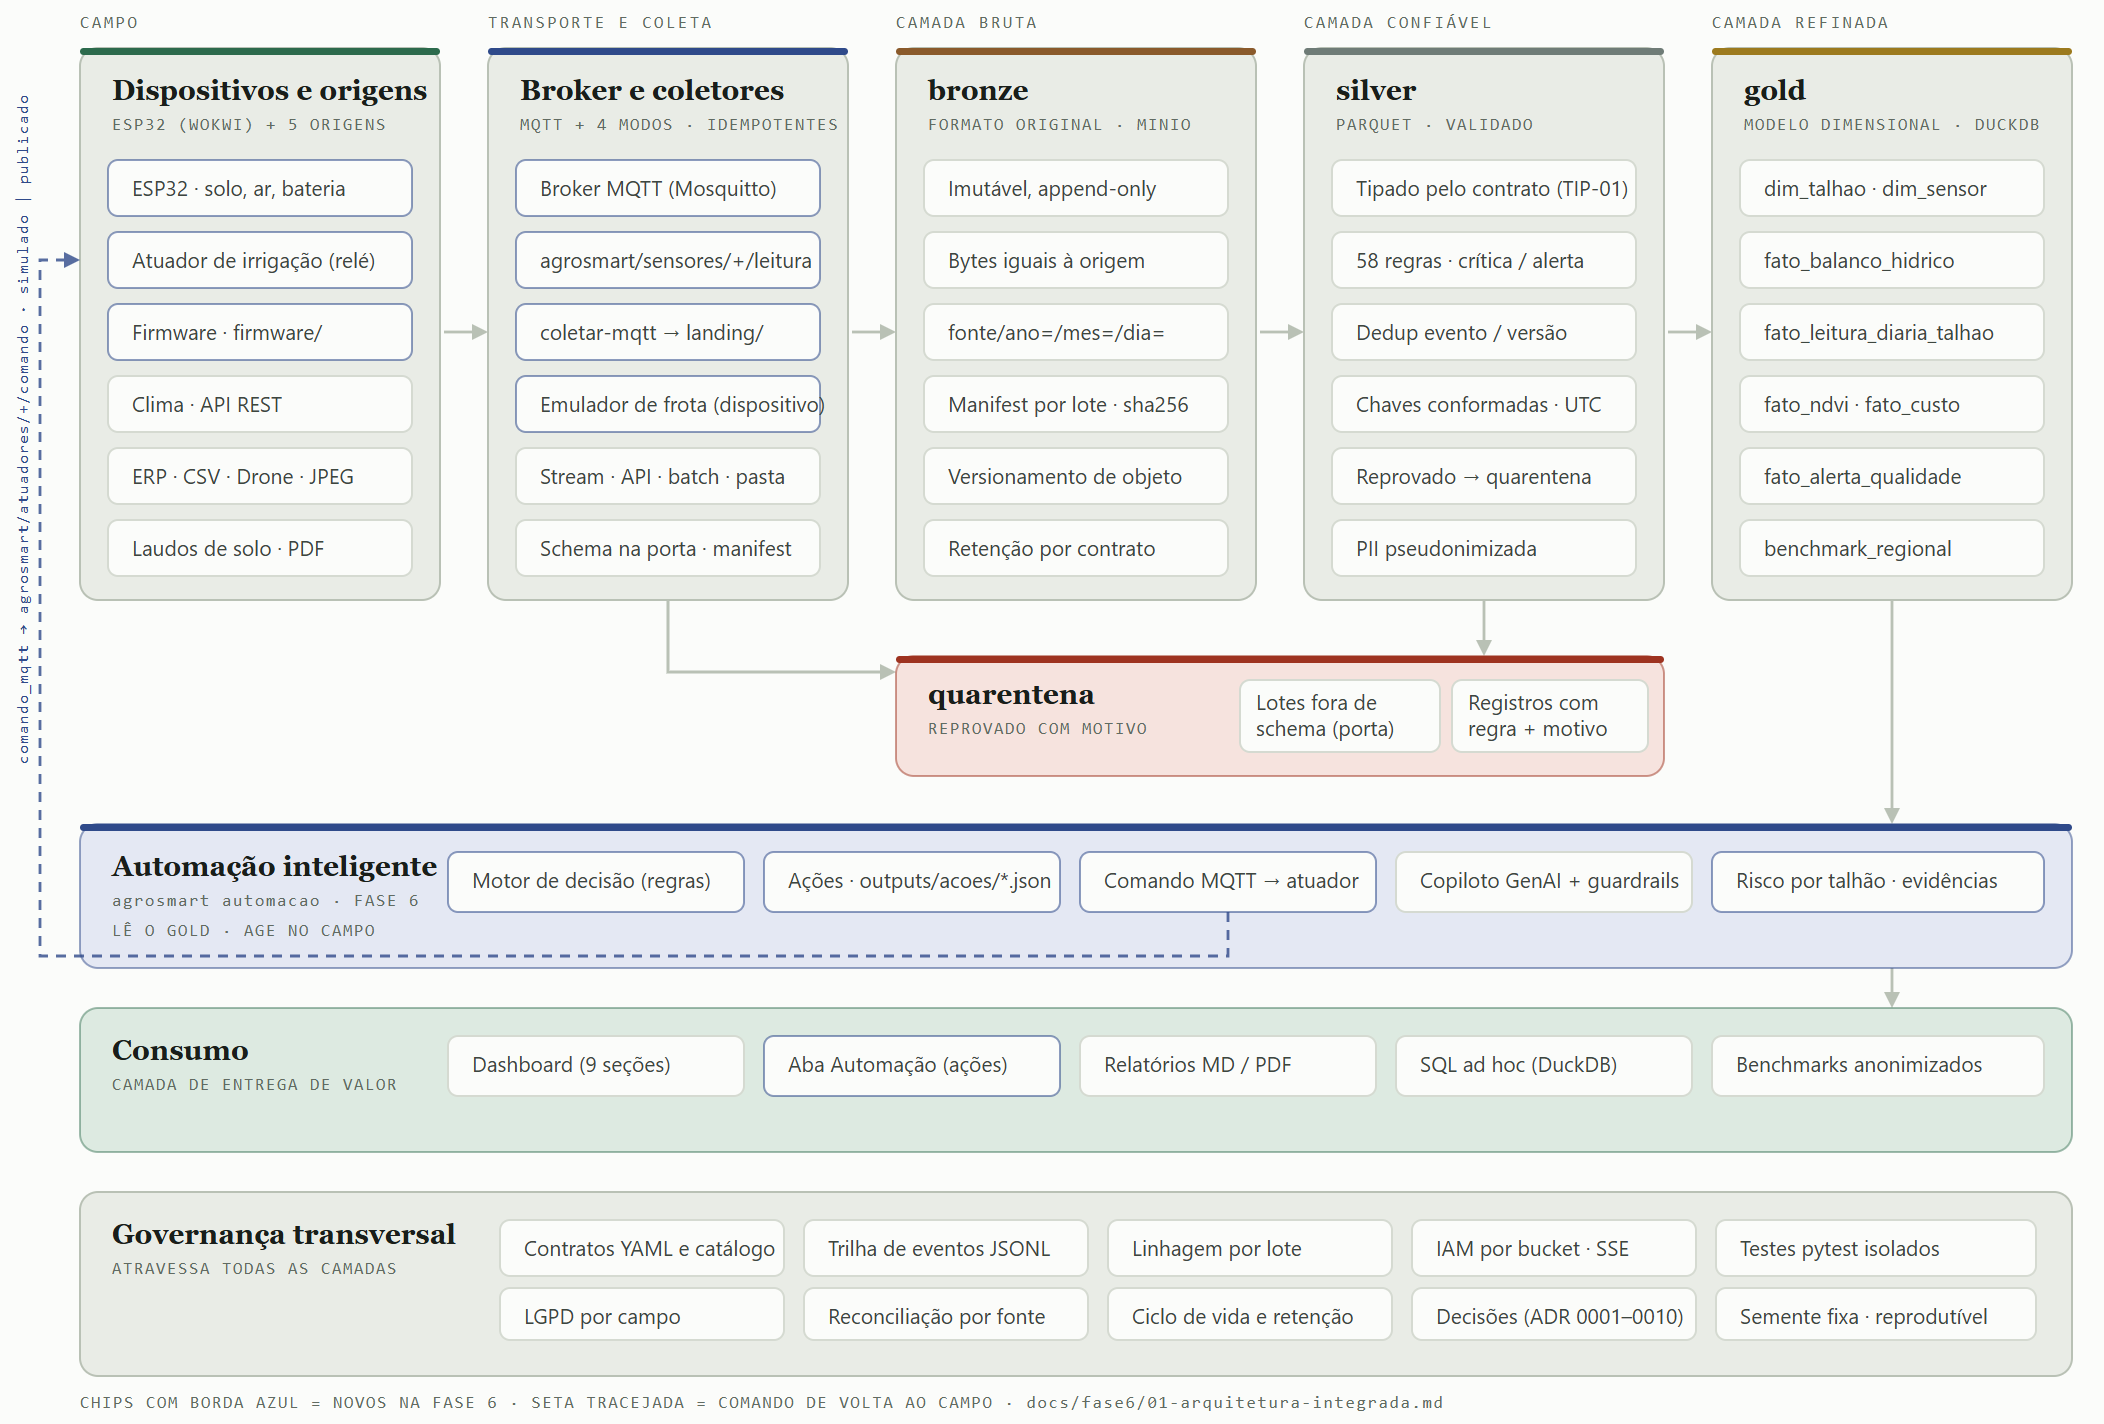 CAMPO
Dispositivos e origens
ESP32 (WOKWI) + 5 ORIGENS
ESP32 · solo, ar, bateria
Atuador de irrigação (relé)
Firmware · firmware/
Clima · API REST
ERP · CSV · Drone · JPEG
Laudos de solo · PDF
TRANSPORTE E COLETA
Broker e coletores
MQTT + 4 MODOS · IDEMPOTENTES
Broker MQTT (Mosquitto)
agrosmart/sensores/+/leitura
coletar-mqtt → landing/
Emulador de frota (dispositivo)
Stream · API · batch · pasta
Schema na porta · manifest
CAMADA BRUTA
bronze
FORMATO ORIGINAL · MINIO
Imutável, append-only
Bytes iguais à origem
fonte/ano=/mes=/dia=
Manifest por lote · sha256
Versionamento de objeto
Retenção por contrato
CAMADA CONFIÁVEL
silver
PARQUET · VALIDADO
Tipado pelo contrato (TIP-01)
58 regras · crítica / alerta
Dedup evento / versão
Chaves conformadas · UTC
Reprovado → quarentena
PII pseudonimizada
CAMADA REFINADA
gold
MODELO DIMENSIONAL · DUCKDB
dim_talhao · dim_sensor
fato_balanco_hidrico
fato_leitura_diaria_talhao
fato_ndvi · fato_custo
fato_alerta_qualidade
benchmark_regional
comando_mqtt → agrosmart/atuadores/+/comando · simulado | publicado
quarentena
REPROVADO COM MOTIVO
Lotes fora de
schema (porta)
Registros com
regra + motivo
Automação inteligente
agrosmart automacao · FASE 6
LÊ O GOLD · AGE NO CAMPO
Motor de decisão (regras)
Ações · outputs/acoes/*.json
Comando MQTT → atuador
Copiloto GenAI + guardrails
Risco por talhão · evidências
Consumo
CAMADA DE ENTREGA DE VALOR
Dashboard (9 seções)
Aba Automação (ações)
Relatórios MD / PDF
SQL ad hoc (DuckDB)
Benchmarks anonimizados
Governança transversal
ATRAVESSA TODAS AS CAMADAS
Contratos YAML e catálogo
Trilha de eventos JSONL
Linhagem por lote
IAM por bucket · SSE
Testes pytest isolados
LGPD por campo
Reconciliação por fonte
Ciclo de vida e retenção
Decisões (ADR 0001–0010)
Semente fixa · reprodutível
CHIPS COM BORDA AZUL = NOVOS NA FASE 6 · SETA TRACEJADA = COMANDO DE VOLTA AO CAMPO · docs/fase6/01-arquitetura-integrada.md